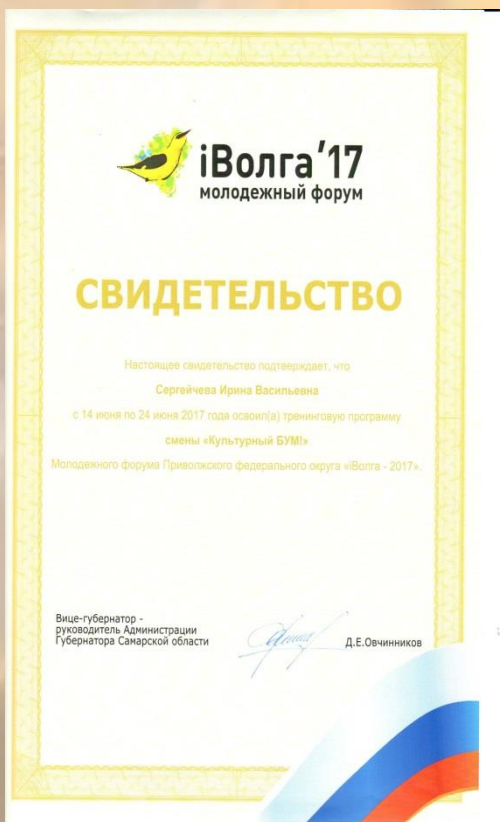 iВолга'17
молодежный форум
СВИДЕТЕЛЬСТВО
Настоящее свидетельство подтверждает, что
Сергейчева Ирина Васильевна
с 14 июня по 24 июня 2017 года освоил(а) тренинговую программу
смены «Культурный БУМ!»
Молодежного форума Приволжского федерального округа «iВолга - 2017».
Вице-губернатор -
руководитель Администрации
Губернатора Самарской области
Д.Е.Овчинников